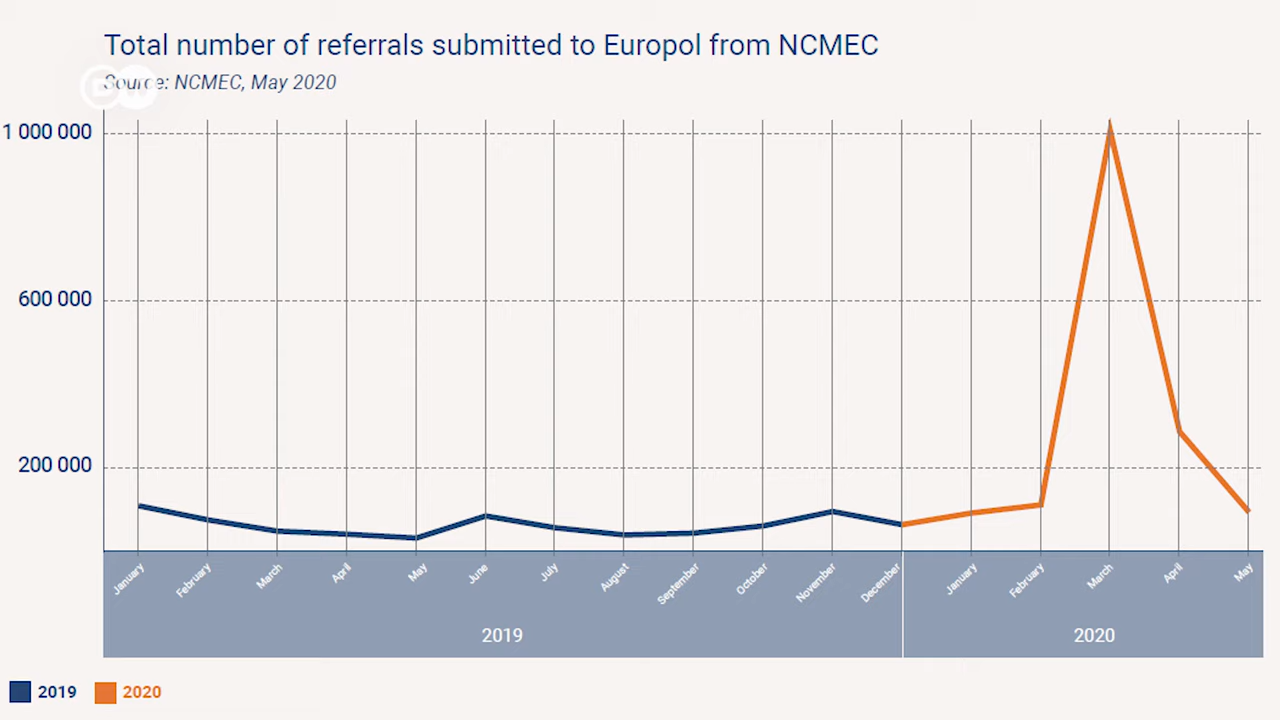 Total number of referrals submitted to Europol from NCMEC
DW
Source: NCMEC, May 2020
1 000 000
600 000
200 000
January February March April May June July August September October November December January February March April May
2019 2020
2019 2020